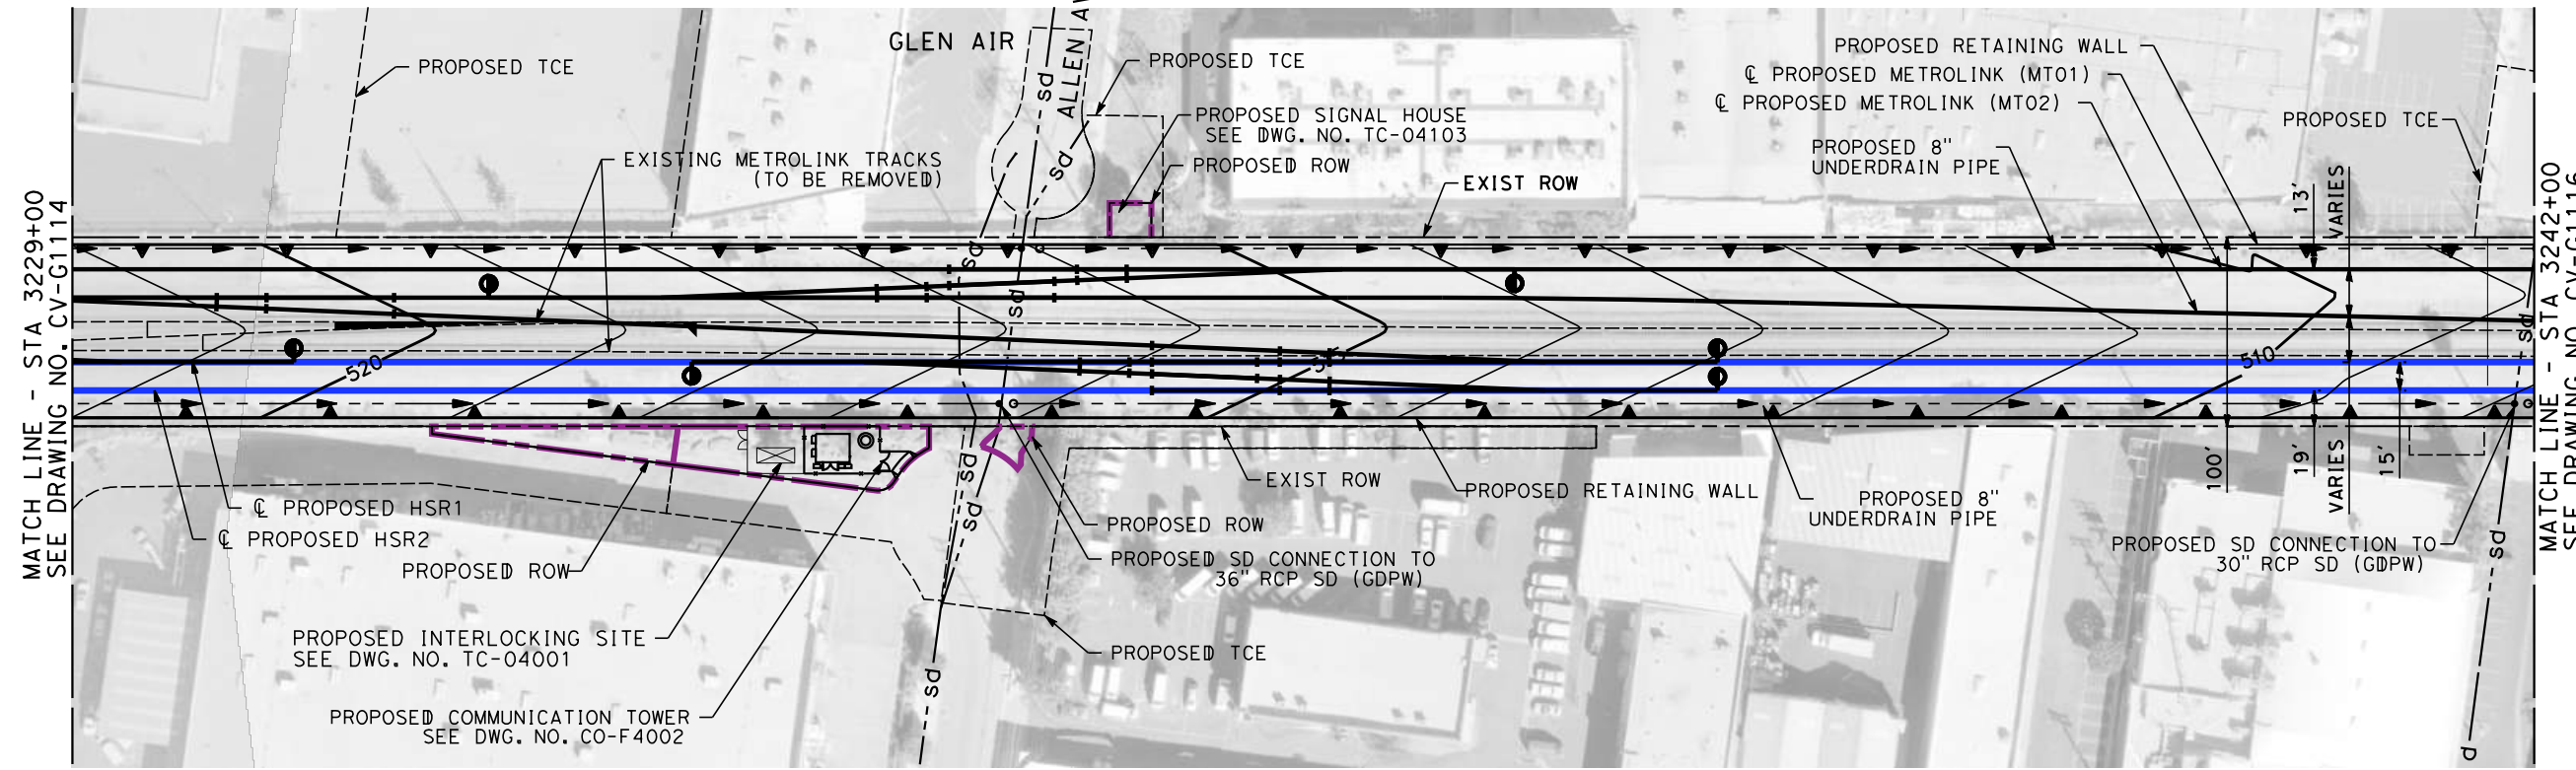 GLEN AIR
ALLEN
PROPOSED TCE
PROPOSED TCE
PROPOSED SIGNAL HOUSE
SEE DWG. NO. TC-04103
PROPOSED ROW
EXISTING METROLINK TRACKS
(TO BE REMOVED)
EXIST ROW
PROPOSED RETAINING WALL
℄ PROPOSED METROLINK (MT01)
℄ PROPOSED METROLINK (MT02)
PROPOSED 8"
UNDERDRAIN PIPE
PROPOSED TCE
13'
VARIES
MATCH LINE - STA 3229+00
SEE DRAWING NO. CV-G1114
MATCH LINE - STA 3242+00
SEE DRAWING NO. CV-G1116
sd
sd
sd
sd
sd
sd
sd
sd
sd
sd
520
510
100'
19'
VARIES
15'
℄ PROPOSED HSR1
℄ PROPOSED HSR2
PROPOSED ROW
PROPOSED INTERLOCKING SITE
SEE DWG. NO. TC-04001
PROPOSED COMMUNICATION TOWER
SEE DWG. NO. CO-F4002
EXIST ROW
PROPOSED RETAINING WALL
PROPOSED ROW
PROPOSED SD CONNECTION TO
36" RCP SD (GDPW)
PROPOSED TCE
PROPOSED 8"
UNDERDRAIN PIPE
PROPOSED SD CONNECTION TO
30" RCP SD (GDPW)